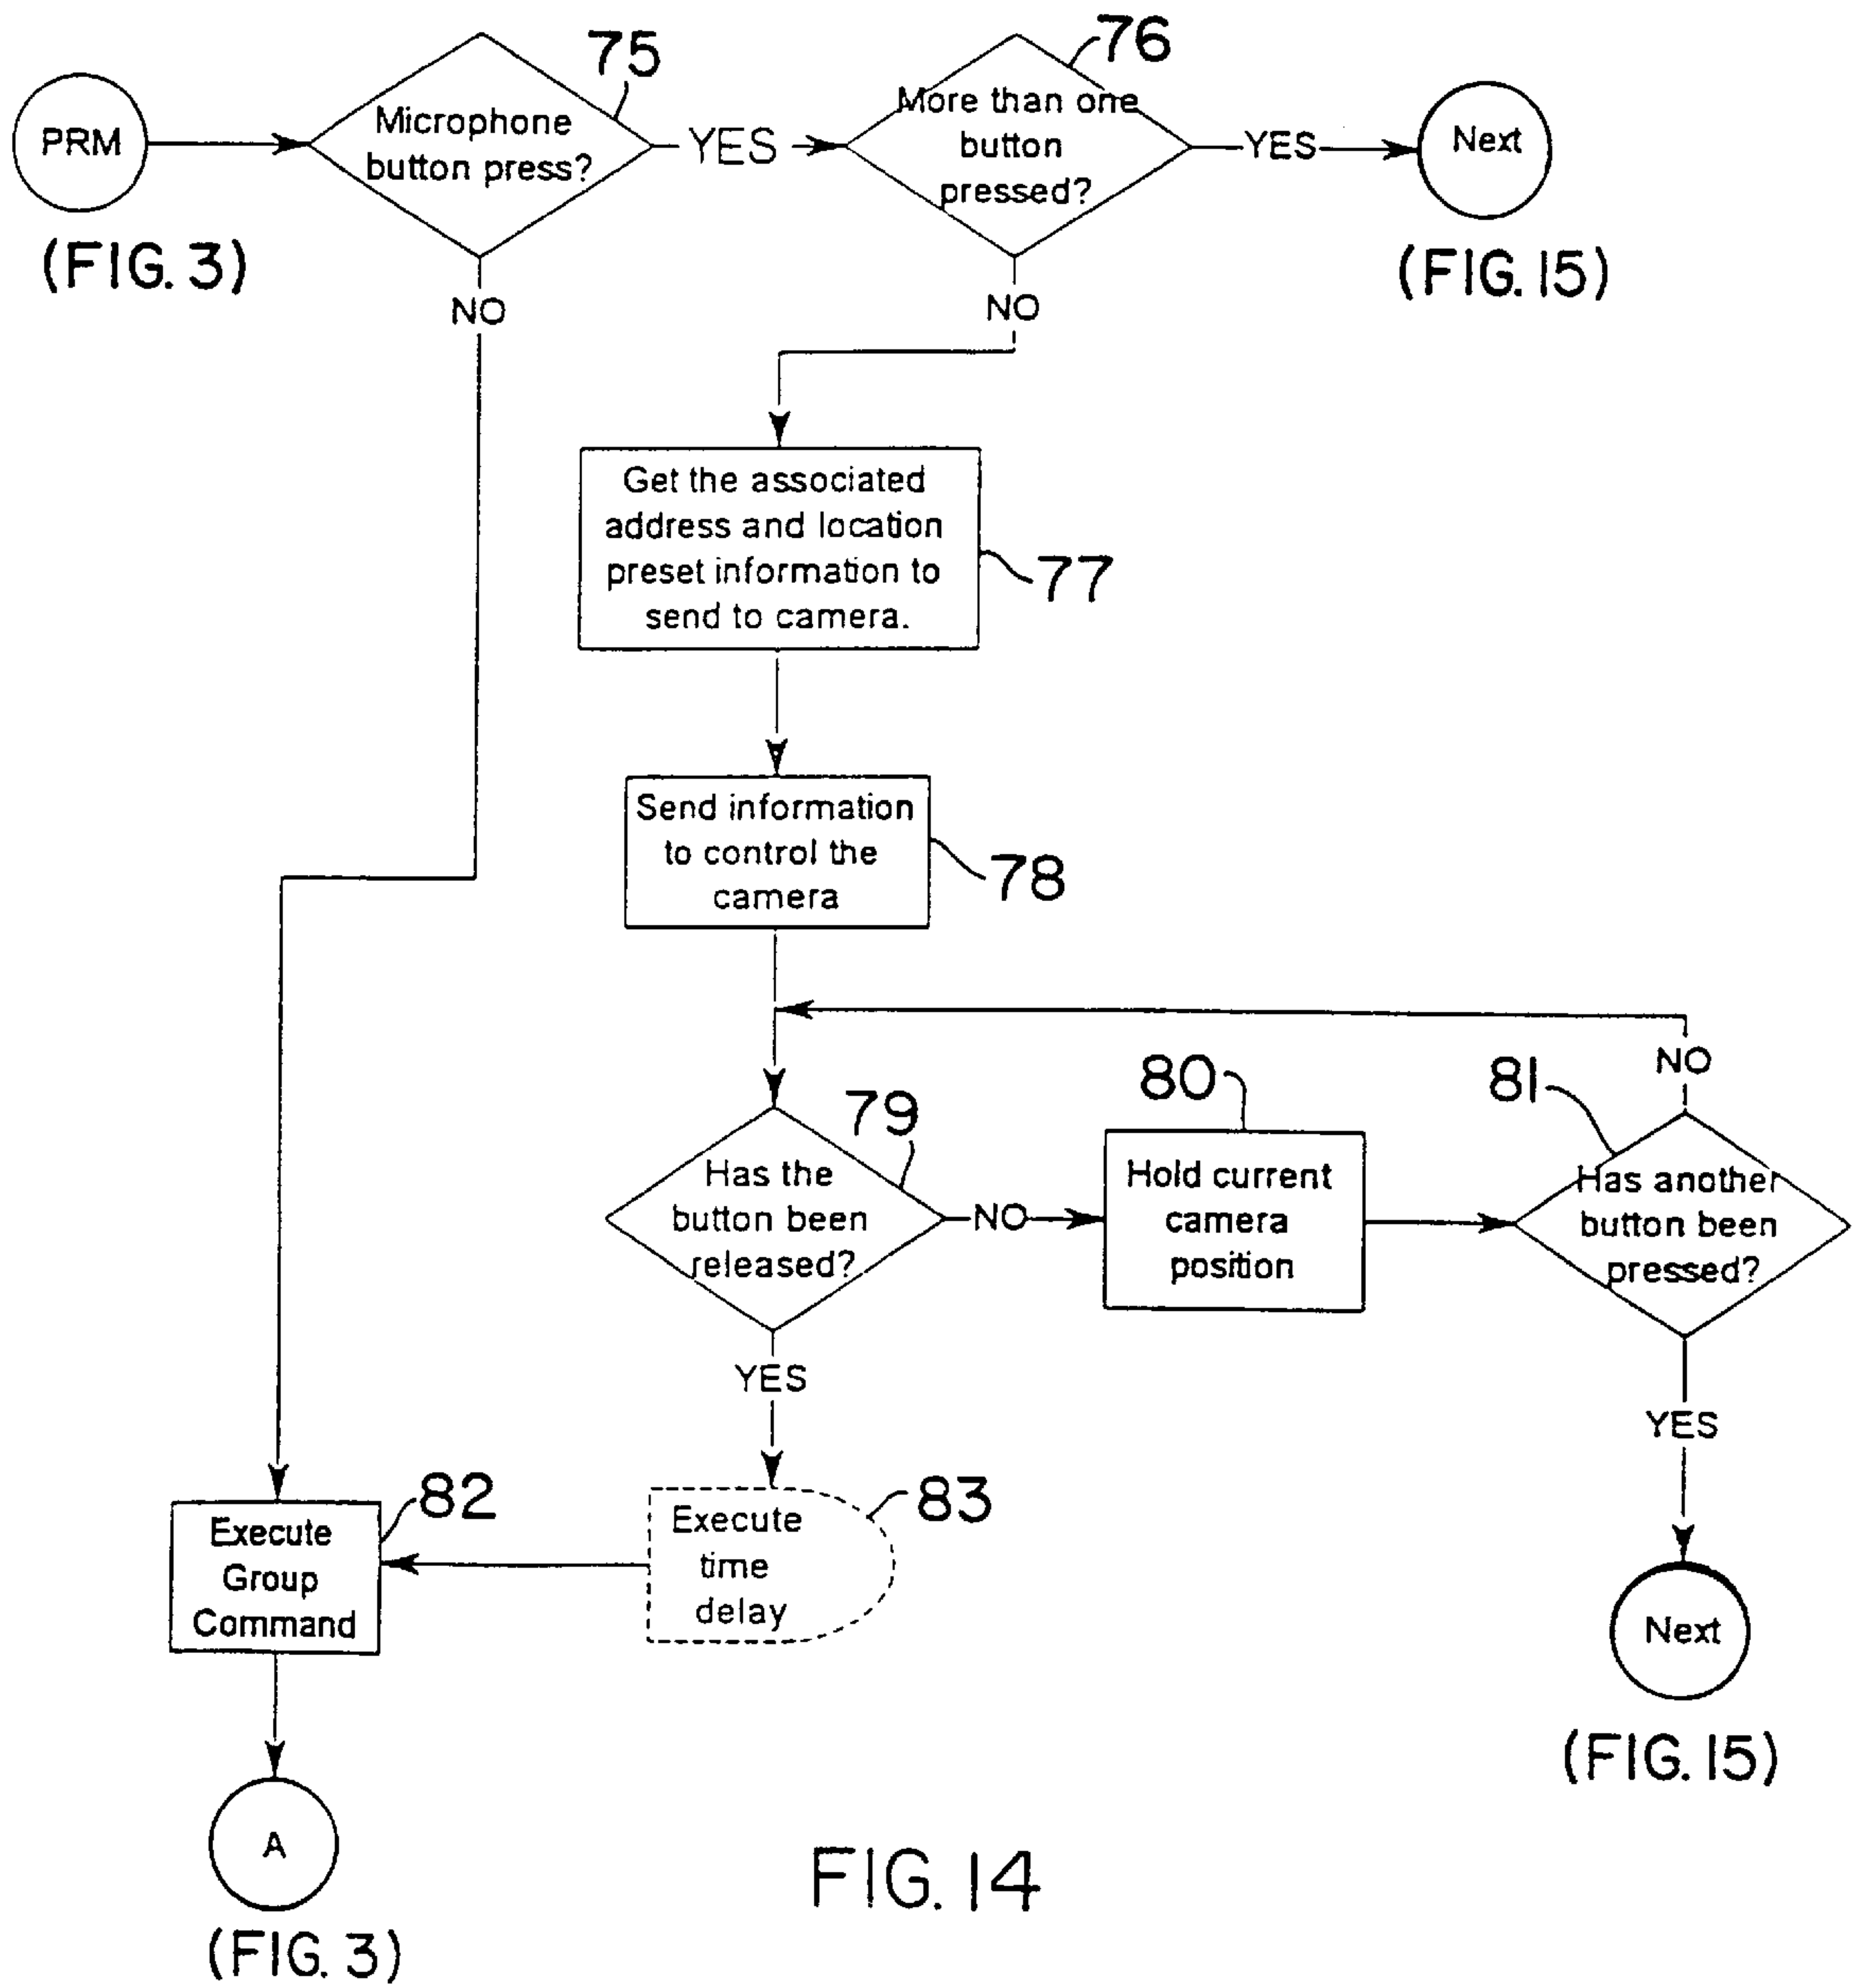 PRM
(FIG. 3)
Microphone
button press?
75
YES
NO
More than one
button
pressed?
76
YES
NO
Next
(FIG. 15)
Get the associated
address and location
preset information to
send to camera.
77
Send information
to control the
camera
78
Has the
button been
released?
79
NO
YES
Hold current
camera
position
80
Has another
button been
pressed?
81
NO
YES
Next
(FIG. 15)
Execute
time
delay
83
Execute
Group
Command
82
A
(FIG. 3)
FIG. 14